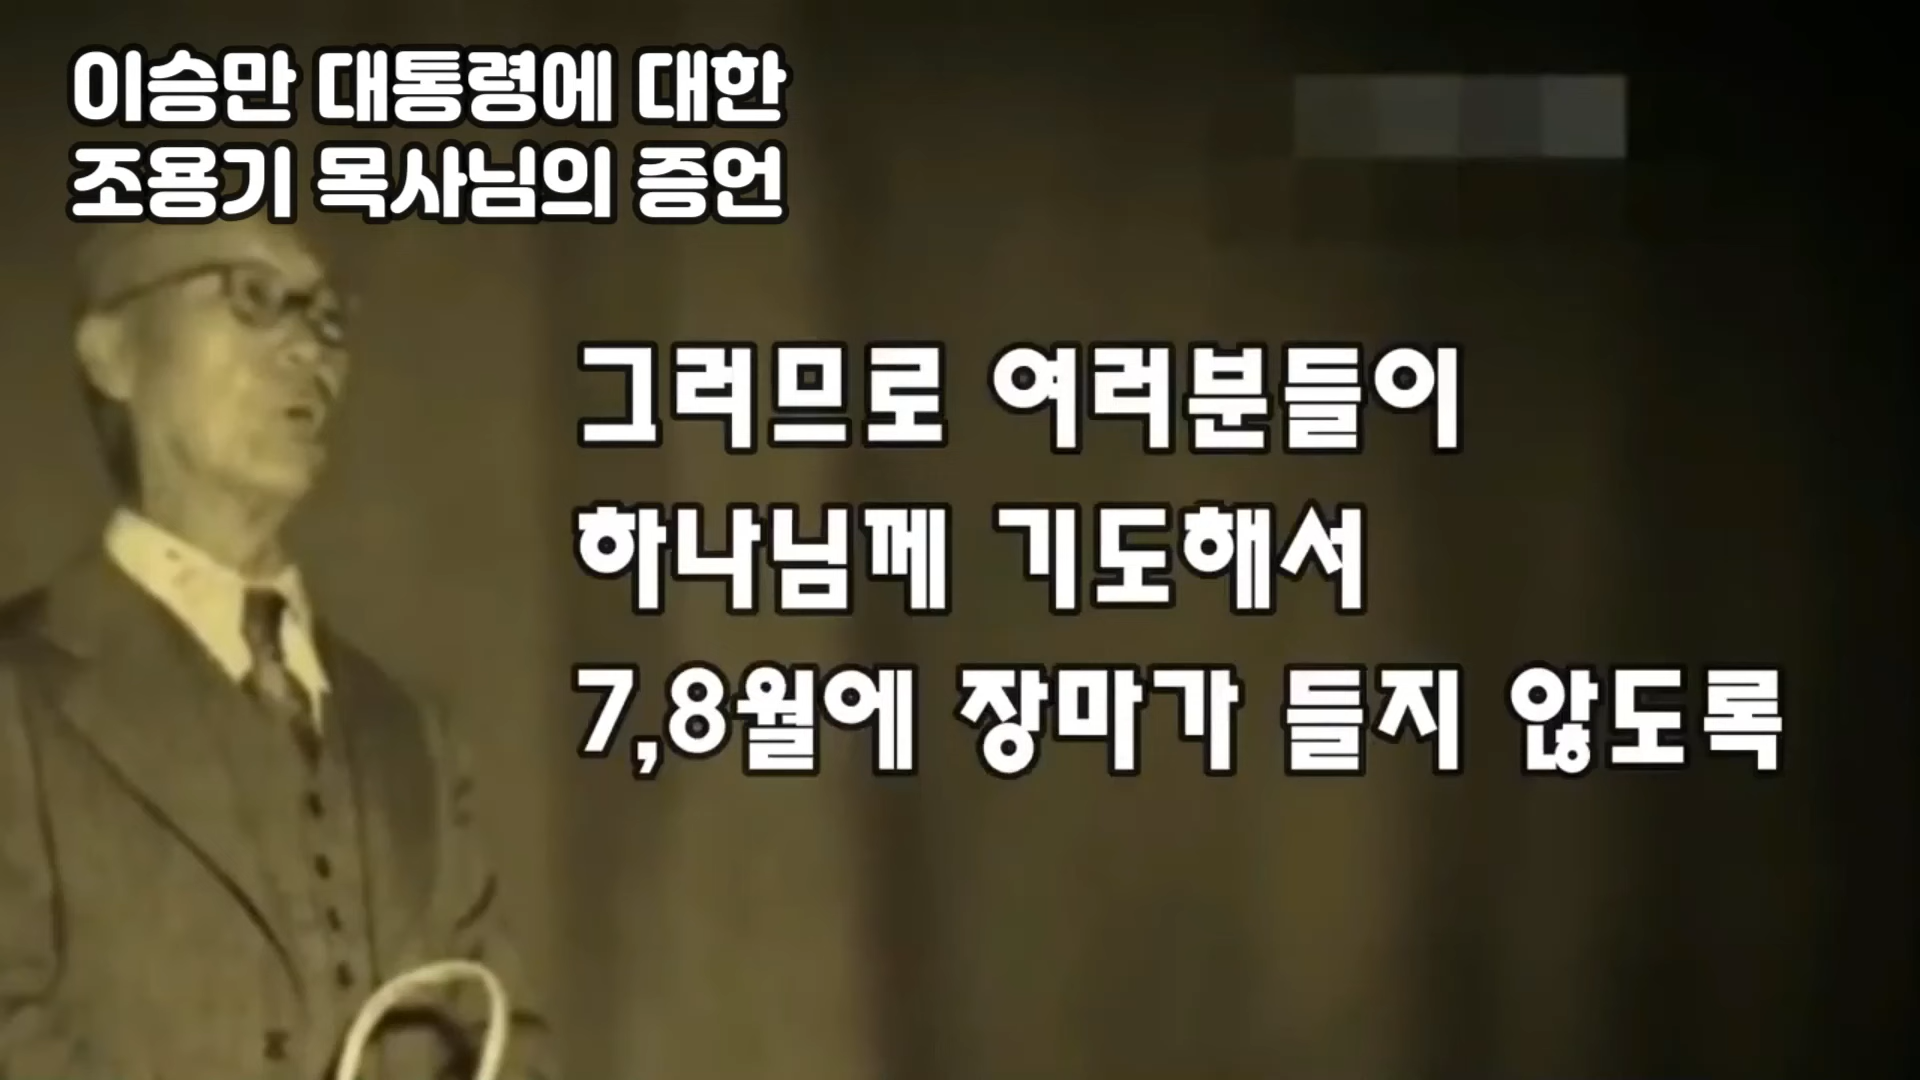 이승만 대통령에 대한
조용기 목사님의 증언
그러므로 여러분들이
하나님께 기도해서
7,8월에 장마가 들지 않도록